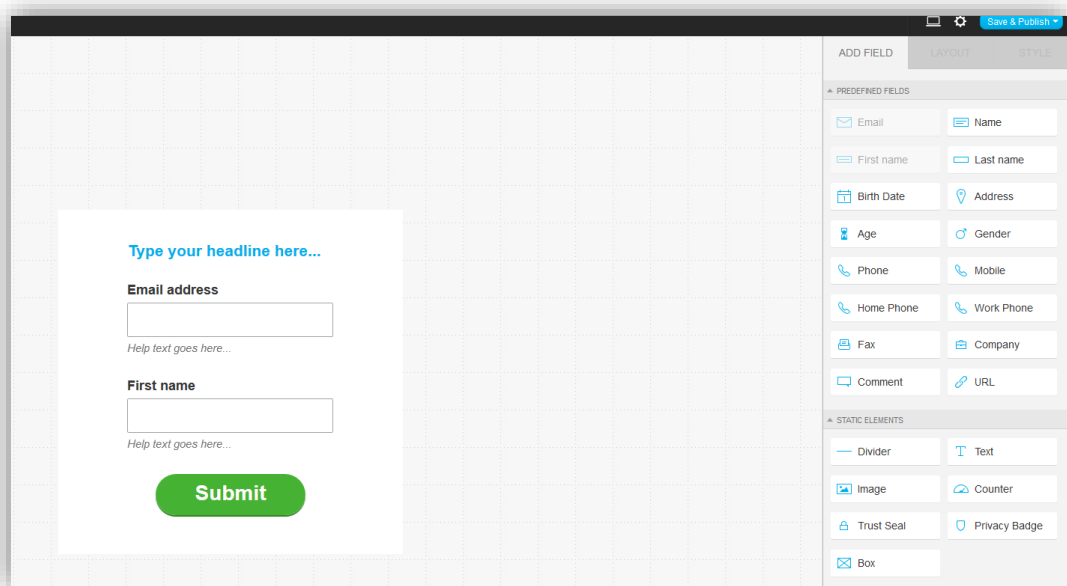 Save & Publish
ADD FIELD LAYOUT STYLE
PREDEFINED FIELDS
Email Name
First name Last name
Birth Date Address
Age Gender
Phone Mobile
Home Phone Work Phone
Fax Company
Comment URL
STATIC ELEMENTS
Divider Text
Image Counter
Trust Seal Privacy Badge
Box
Type your headline here...
Email address
Help text goes here...
First name
Help text goes here...
Submit